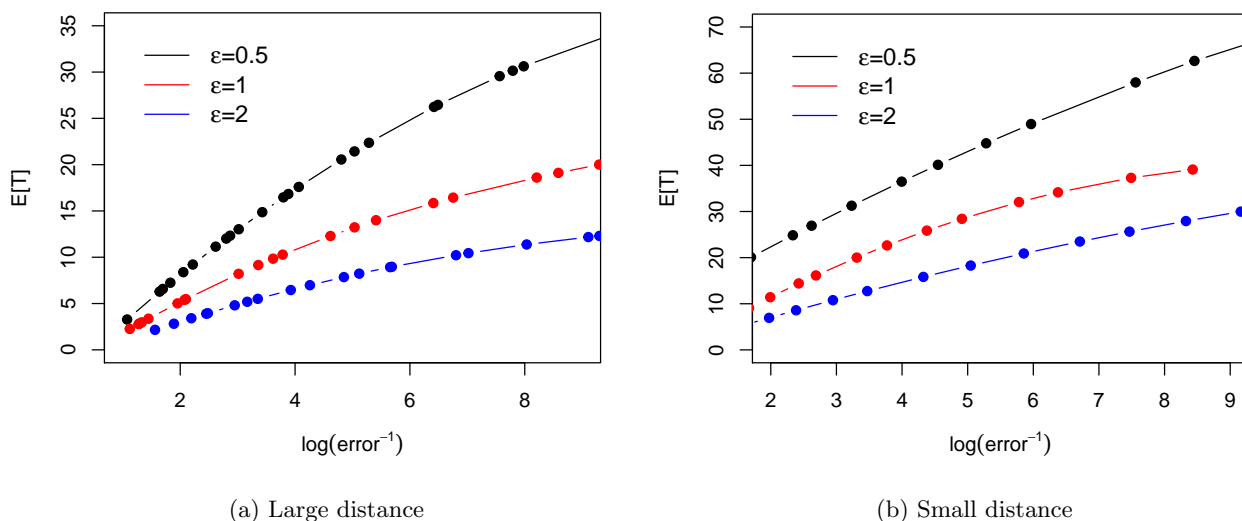 E[T]
35
30
25
20
15
10
5
0
ε=0.5
ε=1
ε=2
2 4 6 8
log(error⁻¹)
(a) Large distance
E[T]
70
60
50
40
30
20
10
0
ε=0.5
ε=1
ε=2
2 3 4 5 6 7 8 9
log(error⁻¹)
(b) Small distance